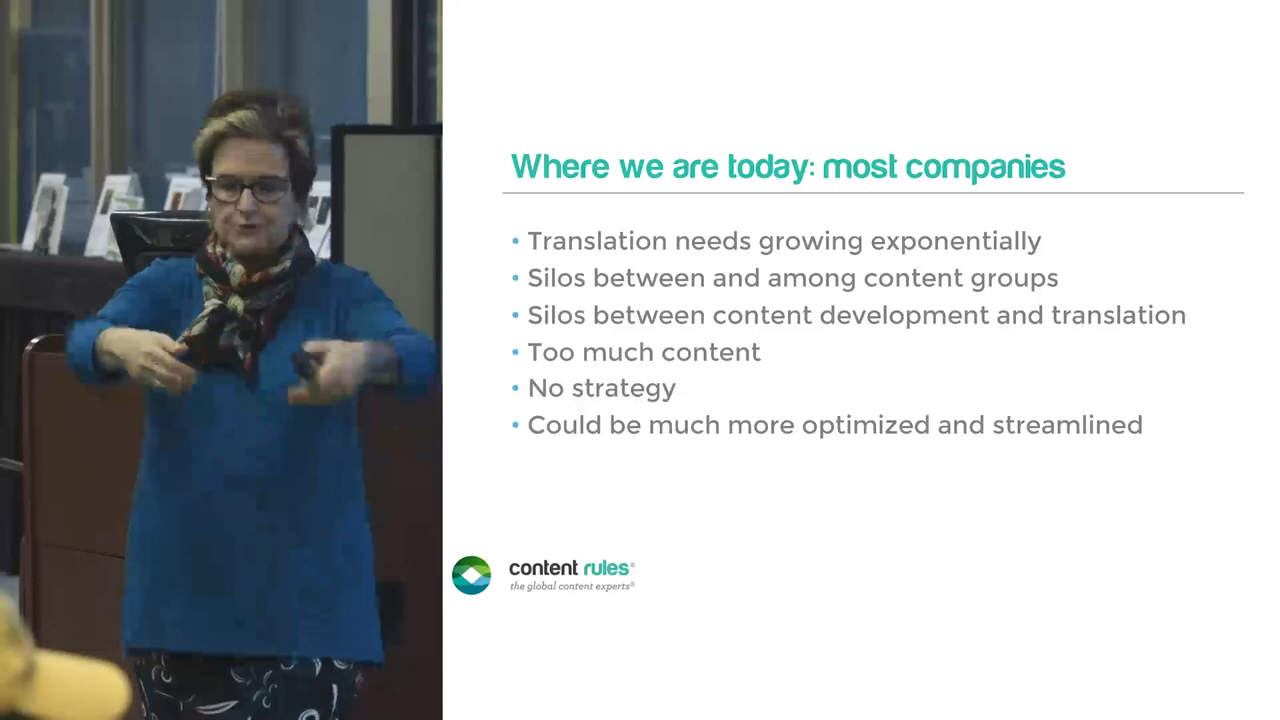 Where we are today: most companies
• Translation needs growing exponentially
• Silos between and among content groups
• Silos between content development and translation
• Too much content
• No strategy
• Could be much more optimized and streamlined
content rules®
the global content experts®